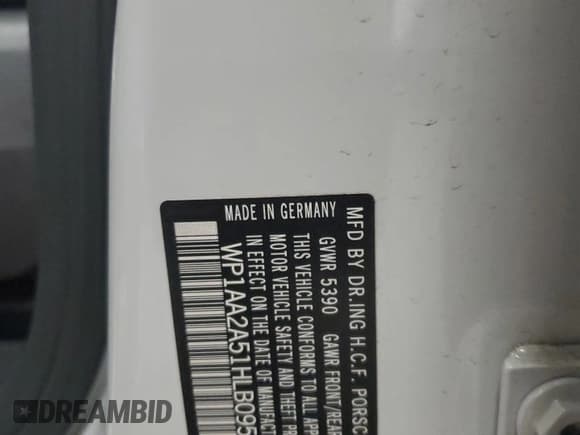 MADE IN GERMANY
MFD BY DR.ING H.C.F. PORSC
GVWR 5390 GAWR FRONT/REAR
THIS VEHICLE CONFORMS TO ALL APPL
MOTOR VEHICLE SAFETY AND THEFT PR
IN EFFECT ON THE DATE OF MANUFACT
WP1AA2A51HLB095
DREAMBID